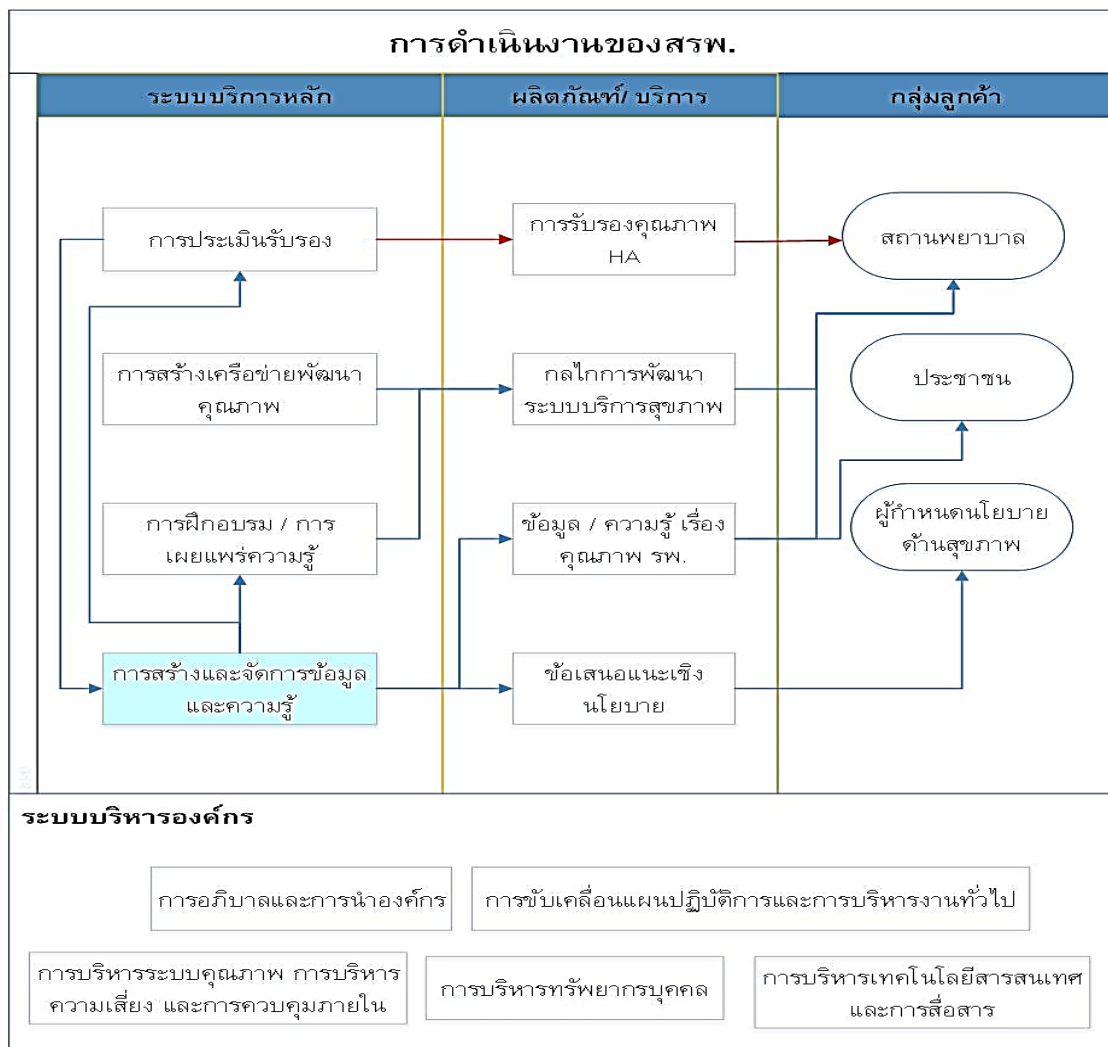 การดำเนินงานของสรพ.
ระบบบริการหลัก
ผลิตภัณฑ์/ บริการ
กลุ่มลูกค้า
การประเมินรับรอง
การรับรองคุณภาพ
HA
สถานพยาบาล
การสร้างเครือข่ายพัฒนา
คุณภาพ
กลไกการพัฒนา
ระบบบริการสุขภาพ
ประชาชน
การฝึกอบรม / การ
เผยแพร่ความรู้
ข้อมูล / ความรู้ เรื่อง
คุณภาพ รพ.
ผู้กำหนดนโยบาย
ด้านสุขภาพ
การสร้างและจัดการข้อมูล
และความรู้
ข้อเสนอแนะเชิง
นโยบาย
ระบบบริหารองค์กร
การอภิบาลและการนำองค์กร
การขับเคลื่อนแผนปฏิบัติการและการบริหารงานทั่วไป
การบริหารระบบคุณภาพ การบริหาร
ความเสี่ยง และการควบคุมภายใน
การบริหารทรัพยากรบุคคล
การบริหารเทคโนโลยีสารสนเทศ
และการสื่อสาร